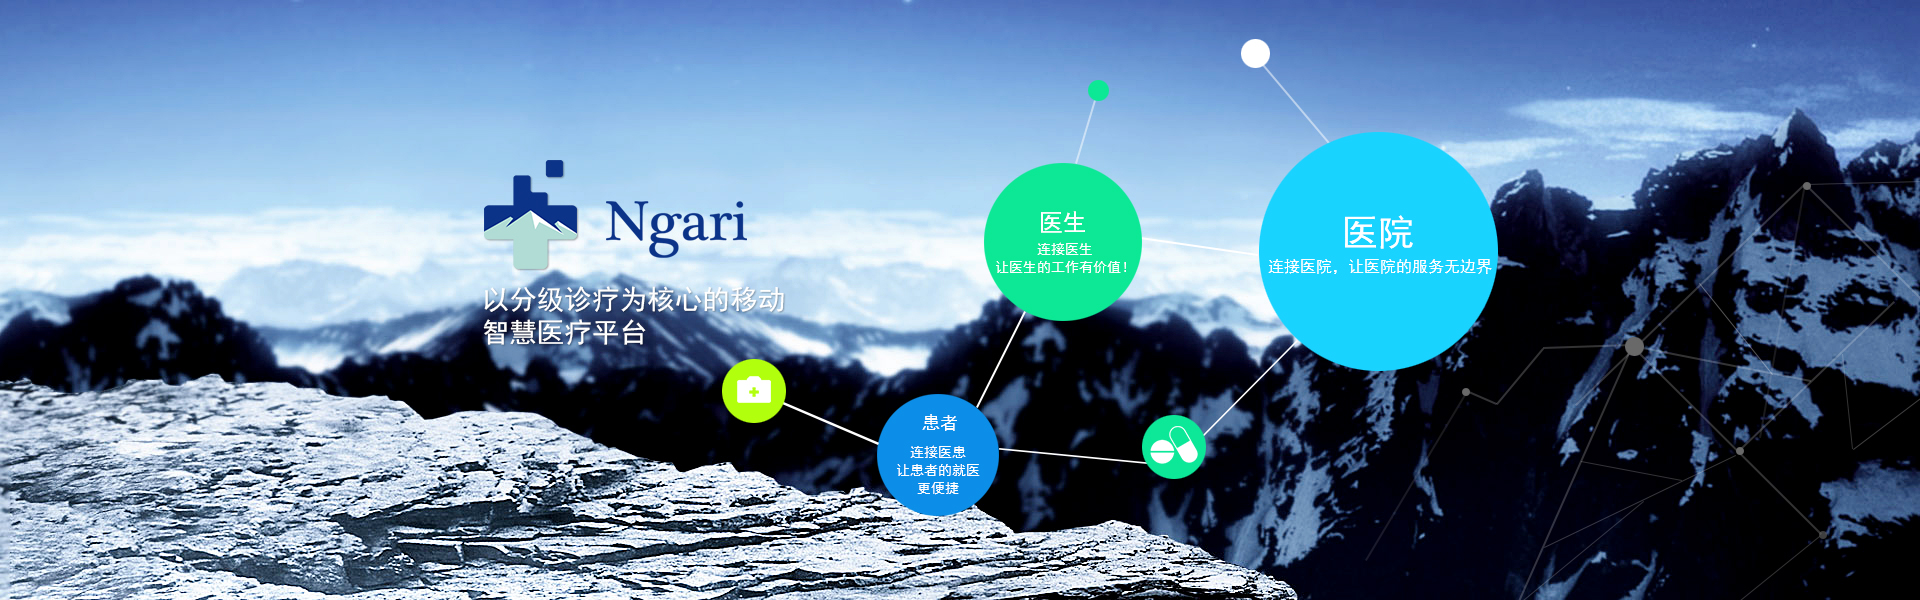 Ngari
以分级诊疗为核心的移动
智慧医疗平台
医生
连接医生
让医生的工作有价值！
医院
连接医院，让医院的服务无边界
患者
连接医患
让患者的就医
更便捷